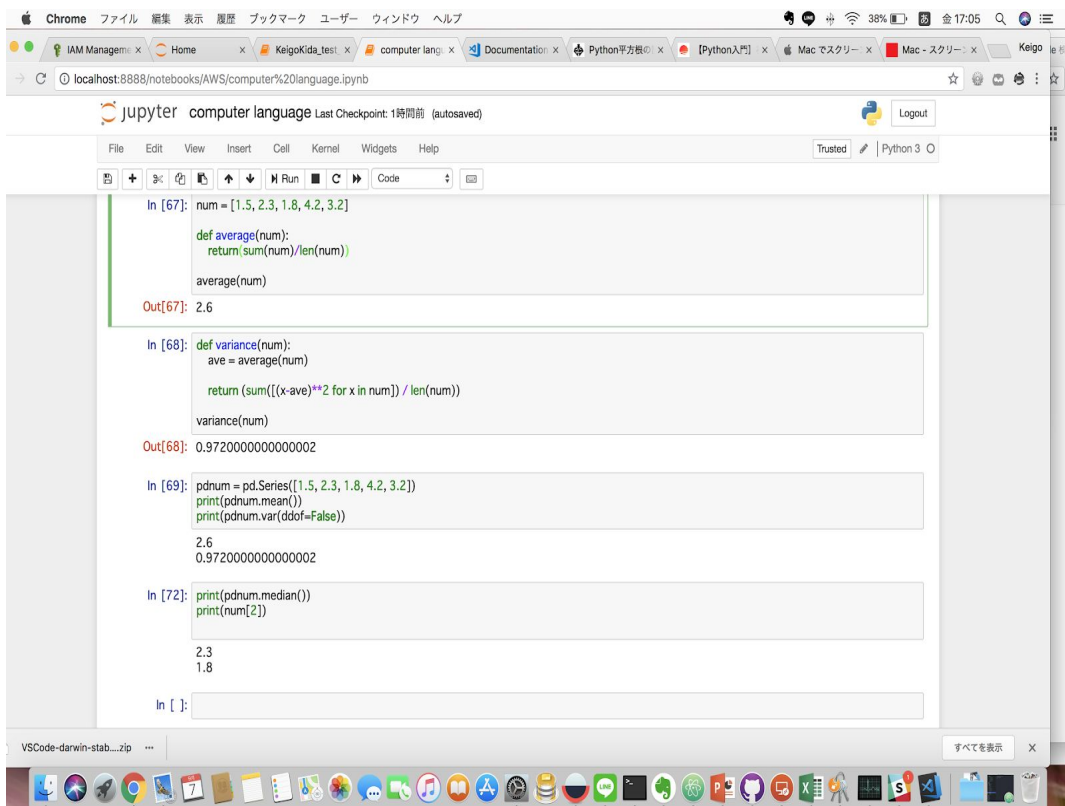 Chrome ファイル 編集 表示 履歴 ブックマーク ユーザー ウィンドウ ヘルプ 38% 金17:05
IAM Manageme × Home × KeigoKida_test_ × computer langu × Documentation × Python平方根の × [Python入門] × Mac でスクリー × Mac - スクリー × Keigo
localhost:8888/notebooks/AWS/computer%20language.ipynb
jupyter computer language Last Checkpoint: 1時間前 (autosaved) Logout
File Edit View Insert Cell Kernel Widgets Help Trusted Python 3
Run Code
In [67]: num = [1.5, 2.3, 1.8, 4.2, 3.2]
def average(num):
return(sum(num)/len(num))
average(num)
Out[67]: 2.6
In [68]: def variance(num):
ave = average(num)
return (sum([(x-ave)**2 for x in num]) / len(num))
variance(num)
Out[68]: 0.9720000000000002
In [69]: pdnum = pd.Series([1.5, 2.3, 1.8, 4.2, 3.2])
print(pdnum.mean())
print(pdnum.var(ddof=False))
2.6
0.9720000000000002
In [72]: print(pdnum.median())
print(num[2])
2.3
1.8
In [ ]:
VSCode-darwin-stab....zip すべてを表示 ×
7 LINE